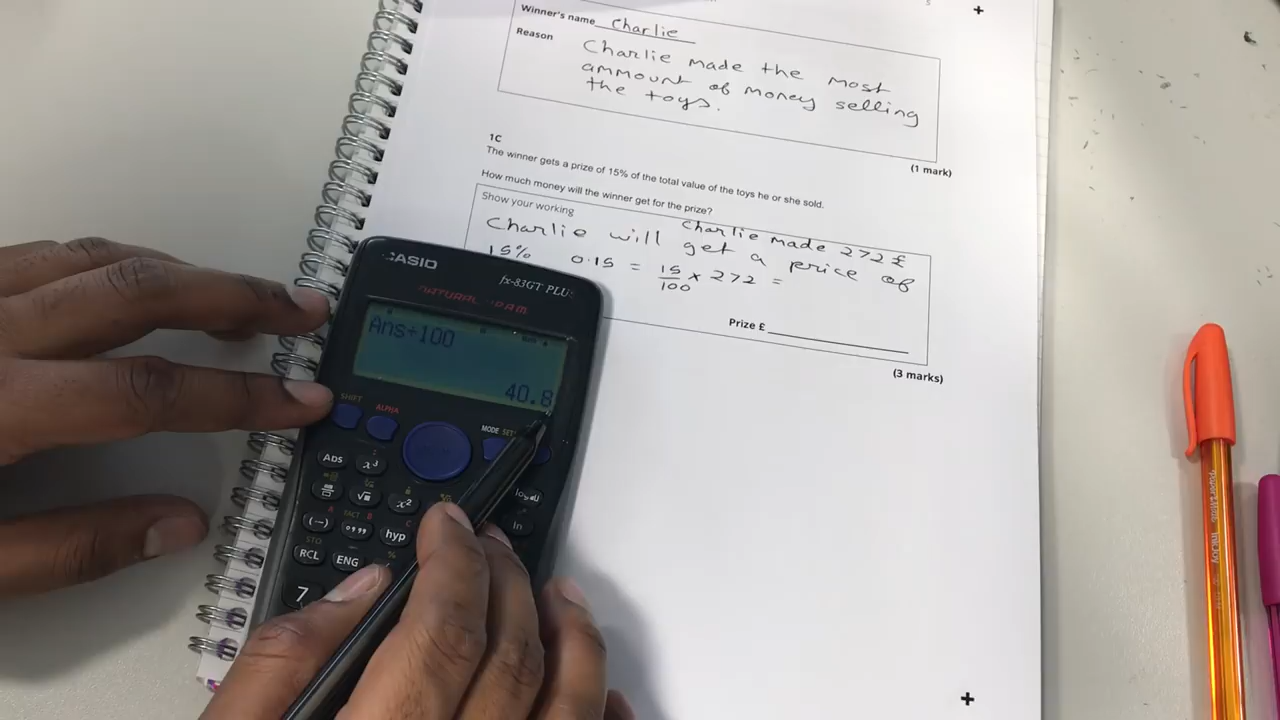 Winner's name Charlie
Reason
Charlie made the most
ammount of money selling
the toys.
(1 mark)
1C
The winner gets a prize of 15% of the total value of the toys he or she sold.
How much money will the winner get for the prize?
Show your working
Charlie made 272 £
Charlie will get a price of
15% 0.15 = 15/100 × 272 =
Prize £
(3 marks)
CASIO
fx-83GT PLUS
Ans÷100
40.8
SHIFT ALPHA
MODE
Abs x³
√ x² log
(−) hyp ln
STO
RCL ENG
7